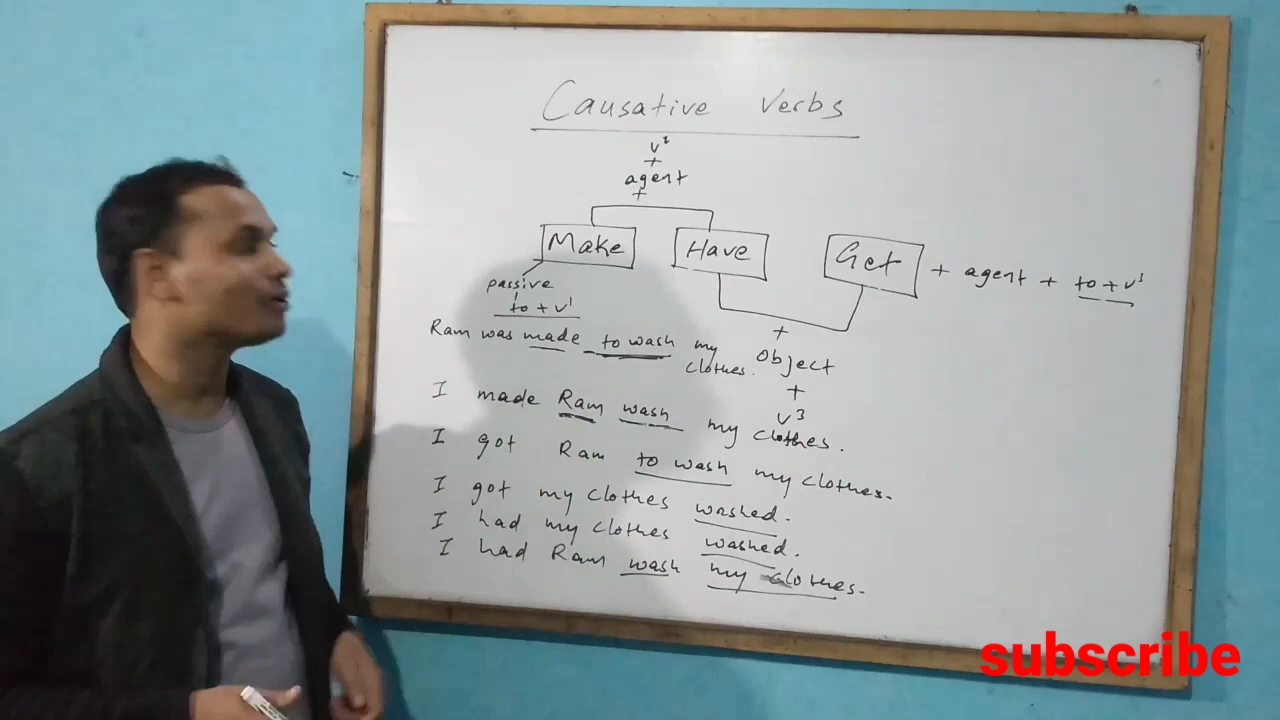 Causative Verbs
v²
+
agent
+
Make Have Get + agent + to + v¹
passive
to + v¹
+
Ram was made to wash my clothes.
Object
+
v³
I made Ram wash my clothes.
I got Ram to wash my clothes.
I got my clothes washed.
I had my clothes washed.
I had Ram wash my clothes.
subscribe